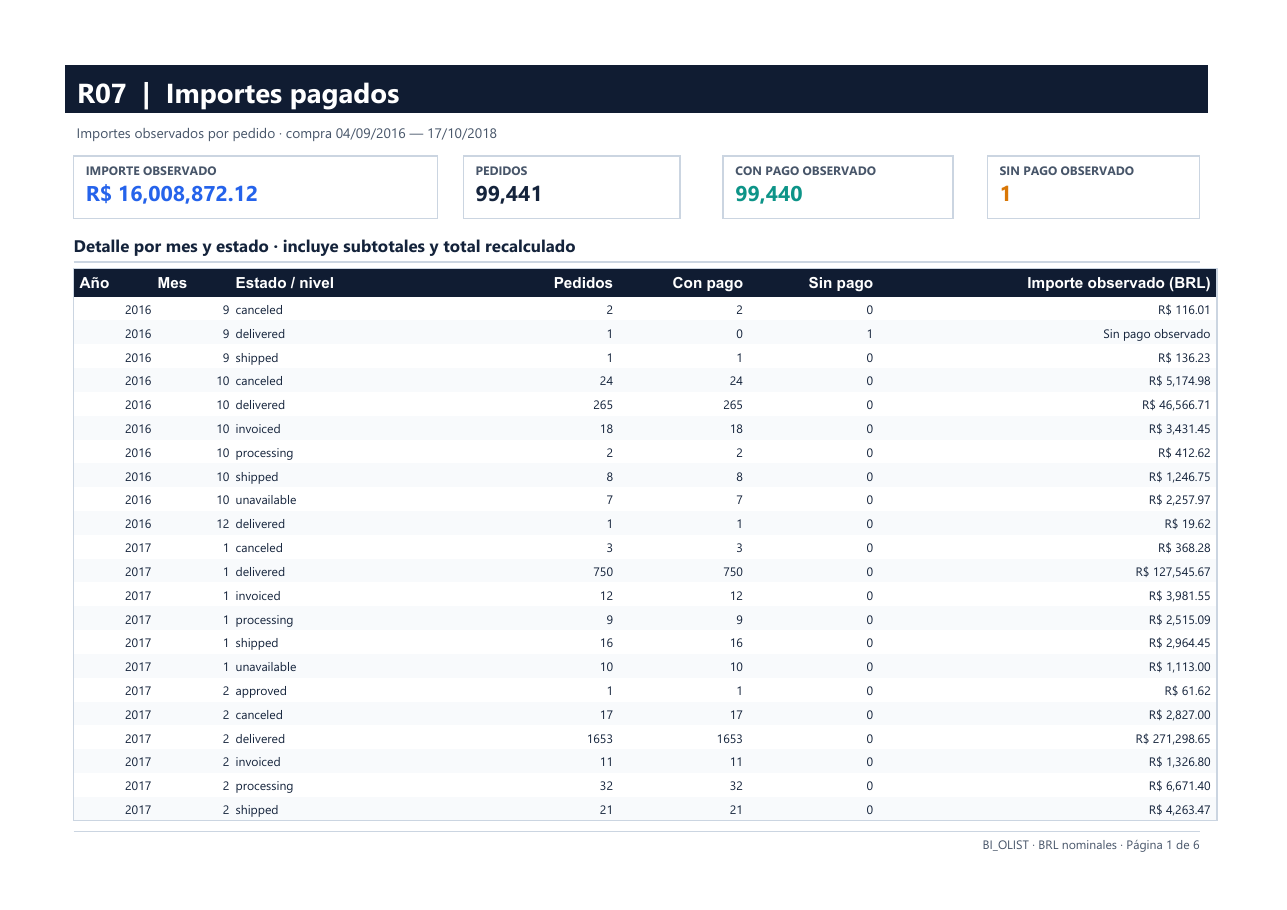 R07 | Importes pagados
Importes observados por pedido · compra 04/09/2016 — 17/10/2018
IMPORTE OBSERVADO
R$ 16,008,872.12
PEDIDOS
99,441
CON PAGO OBSERVADO
99,440
SIN PAGO OBSERVADO
1
Detalle por mes y estado · incluye subtotales y total recalculado
Año Mes Estado / nivel Pedidos Con pago Sin pago Importe observado (BRL)
2016 9 canceled 2 2 0 R$ 116.01
2016 9 delivered 1 0 1 Sin pago observado
2016 9 shipped 1 1 0 R$ 136.23
2016 10 canceled 24 24 0 R$ 5,174.98
2016 10 delivered 265 265 0 R$ 46,566.71
2016 10 invoiced 18 18 0 R$ 3,431.45
2016 10 processing 2 2 0 R$ 412.62
2016 10 shipped 8 8 0 R$ 1,246.75
2016 10 unavailable 7 7 0 R$ 2,257.97
2016 12 delivered 1 1 0 R$ 19.62
2017 1 canceled 3 3 0 R$ 368.28
2017 1 delivered 750 750 0 R$ 127,545.67
2017 1 invoiced 12 12 0 R$ 3,981.55
2017 1 processing 9 9 0 R$ 2,515.09
2017 1 shipped 16 16 0 R$ 2,964.45
2017 1 unavailable 10 10 0 R$ 1,113.00
2017 2 approved 1 1 0 R$ 61.62
2017 2 canceled 17 17 0 R$ 2,827.00
2017 2 delivered 1653 1653 0 R$ 271,298.65
2017 2 invoiced 11 11 0 R$ 1,326.80
2017 2 processing 32 32 0 R$ 6,671.40
2017 2 shipped 21 21 0 R$ 4,263.47
BI_OLIST · BRL nominales · Página 1 de 6